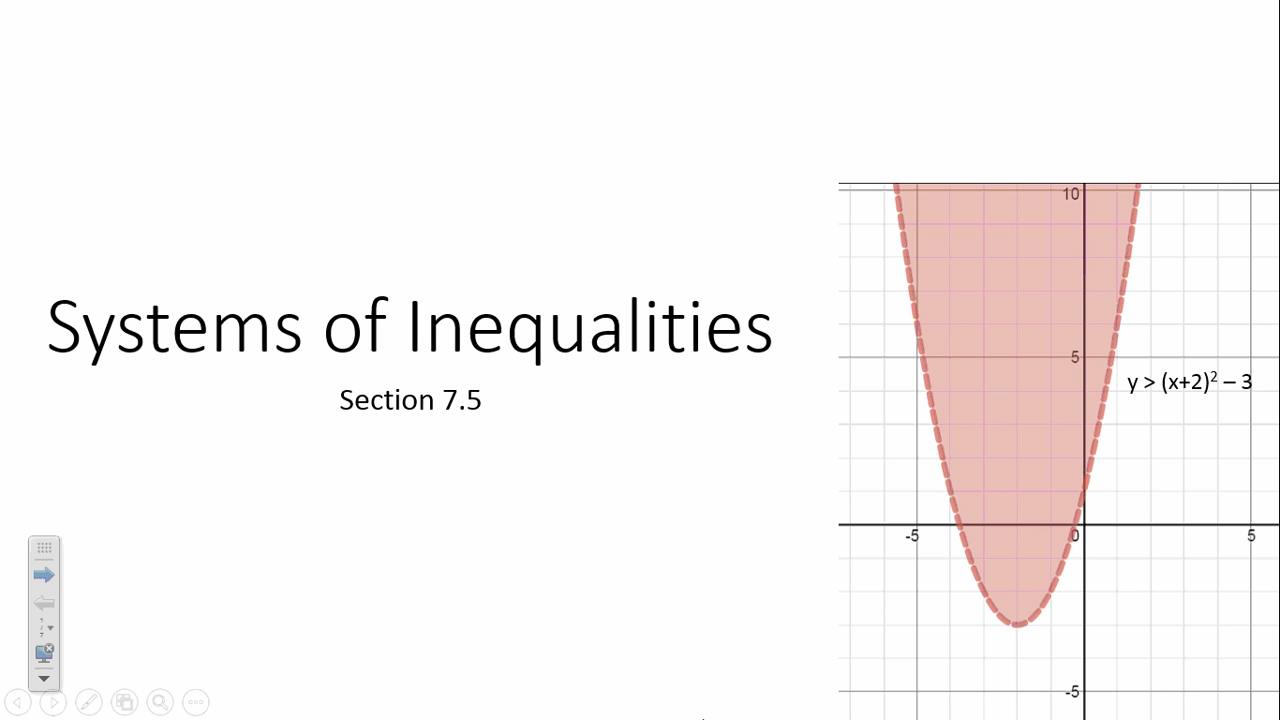 Systems of Inequalities
Section 7.5
10
5
y > (x+2)² – 3
-5
0
5
-5